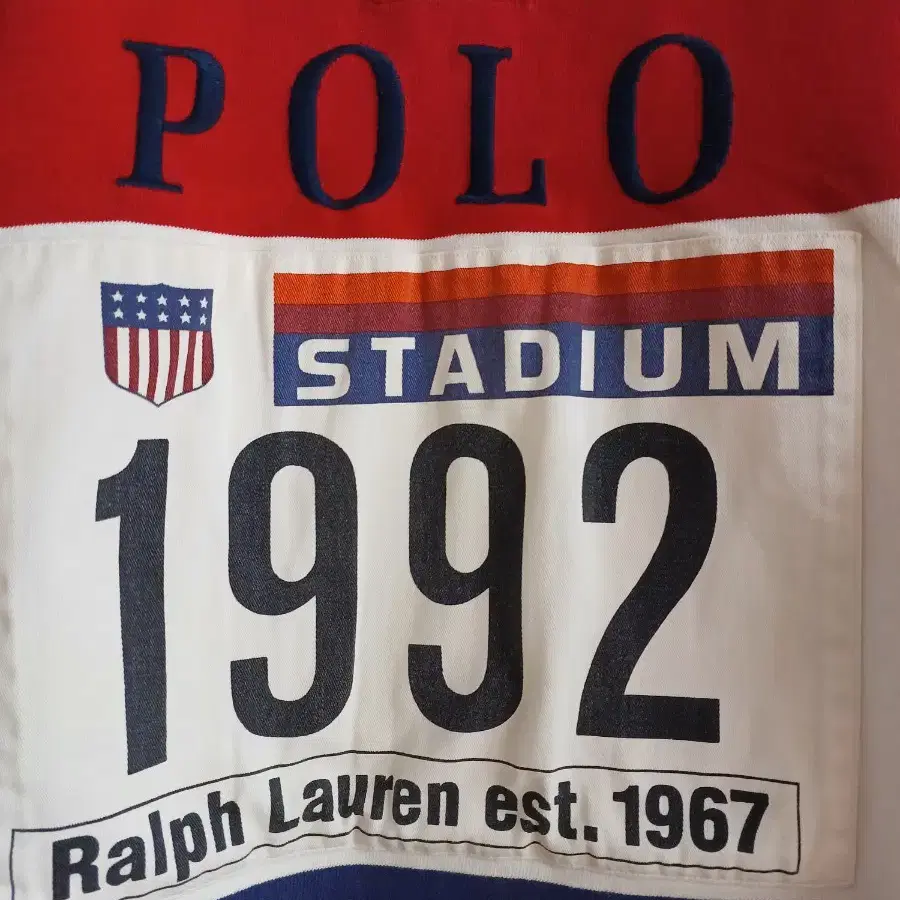 POLO
STADIUM
1992
Ralph Lauren est. 1967